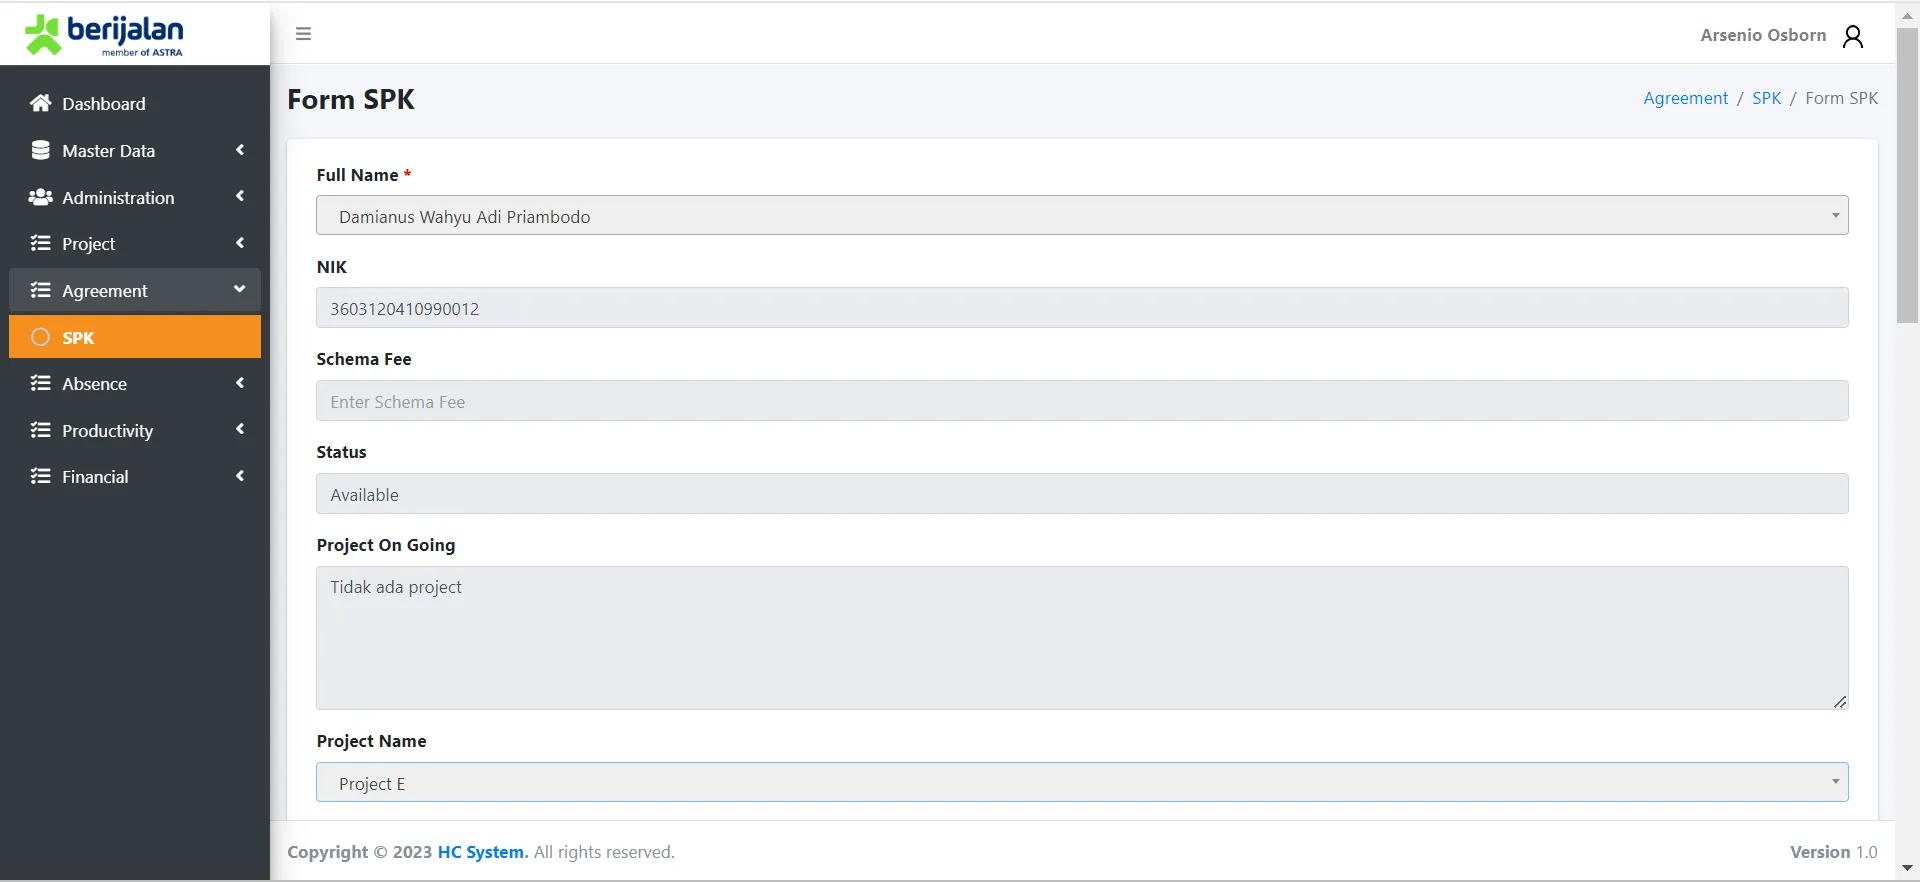 berijalan
member of ASTRA
Arsenio Osborn
Dashboard
Master Data
Administration
Project
Agreement
SPK
Absence
Productivity
Financial
Form SPK
Agreement / SPK / Form SPK
Full Name *
Damianus Wahyu Adi Priambodo
NIK
3603120410990012
Schema Fee
Enter Schema Fee
Status
Available
Project On Going
Tidak ada project
Project Name
Project E
Copyright © 2023 HC System. All rights reserved.
Version 1.0